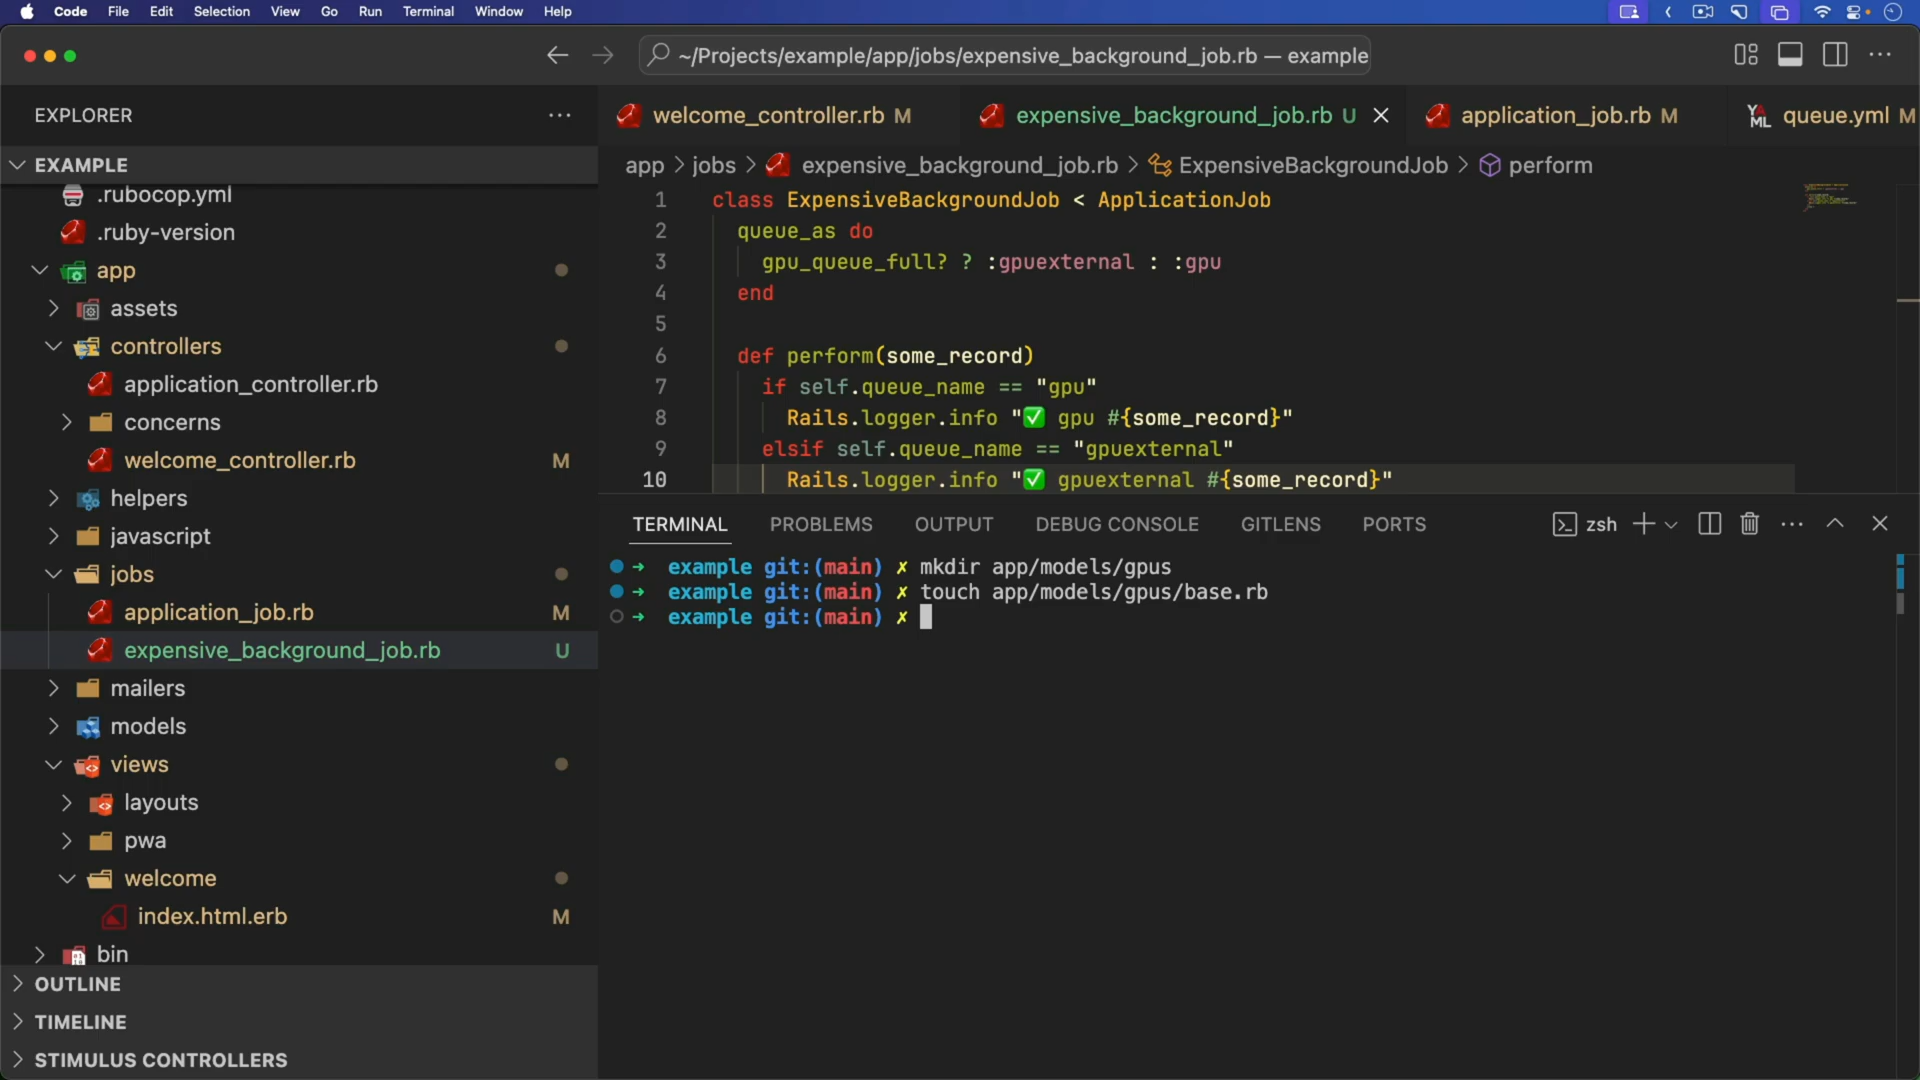 Code File Edit Selection View Go Run Terminal Window Help
~/Projects/example/app/jobs/expensive_background_job.rb — example
EXPLORER
EXAMPLE
.rubocop.yml
.ruby-version
app
assets
controllers
application_controller.rb
concerns
welcome_controller.rb M
helpers
javascript
jobs
application_job.rb M
expensive_background_job.rb U
mailers
models
views
layouts
pwa
welcome
index.html.erb M
bin
OUTLINE
TIMELINE
STIMULUS CONTROLLERS
welcome_controller.rb M expensive_background_job.rb U application_job.rb M queue.yml M
app > jobs > expensive_background_job.rb > ExpensiveBackgroundJob > perform
1 class ExpensiveBackgroundJob < ApplicationJob
2 queue_as do
3 gpu_queue_full? ? :gpuexternal : :gpu
4 end
5
6 def perform(some_record)
7 if self.queue_name == "gpu"
8 Rails.logger.info "✅ gpu #{some_record}"
9 elsif self.queue_name == "gpuexternal"
10 Rails.logger.info "✅ gpuexternal #{some_record}"
TERMINAL PROBLEMS OUTPUT DEBUG CONSOLE GITLENS PORTS zsh
➜ example git:(main) ✗ mkdir app/models/gpus
➜ example git:(main) ✗ touch app/models/gpus/base.rb
➜ example git:(main) ✗